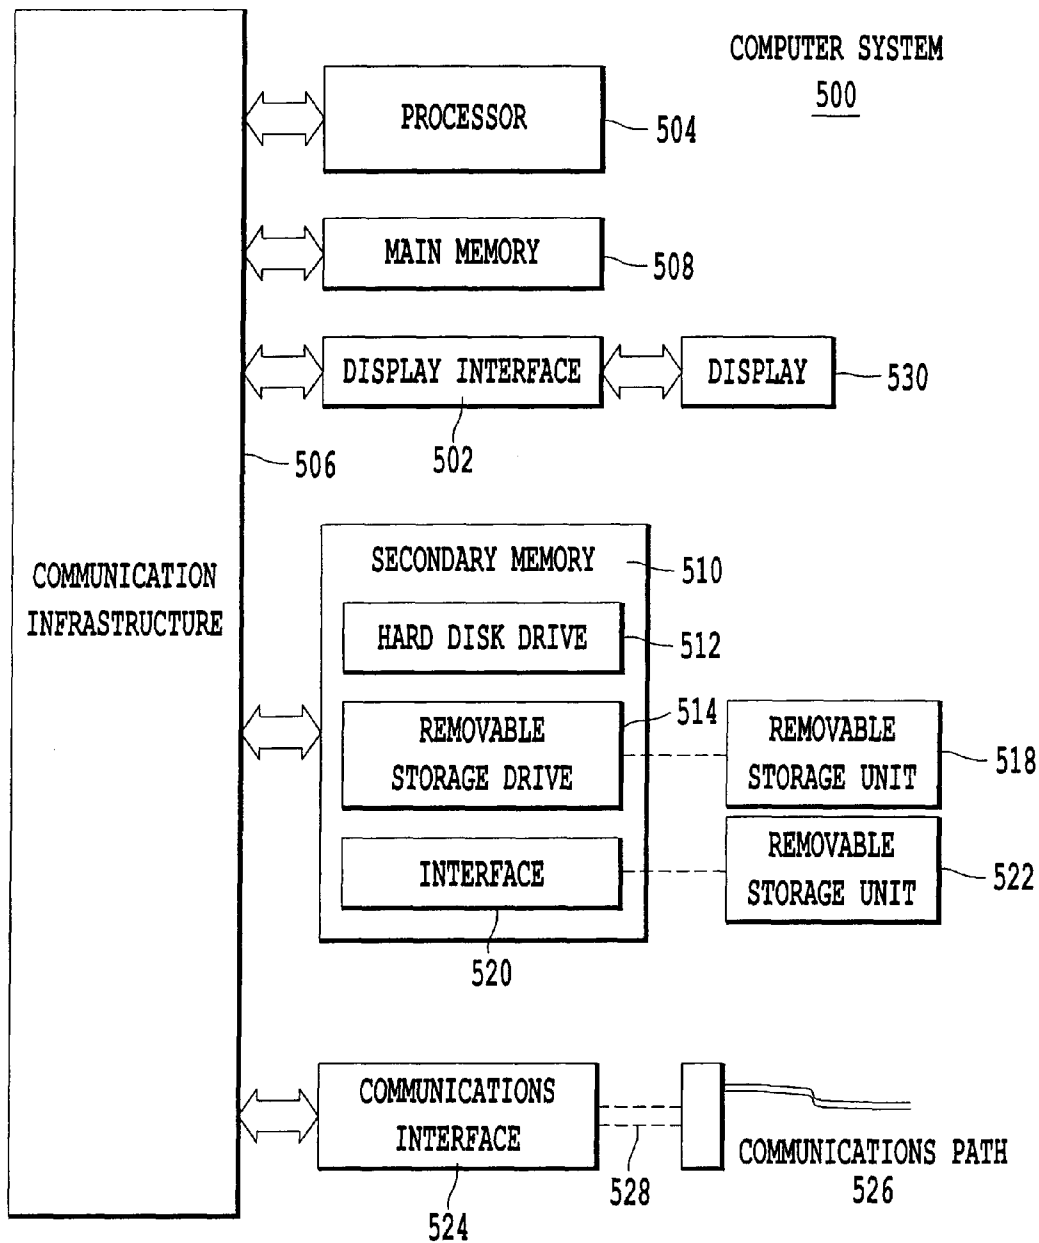 COMPUTER SYSTEM
500
PROCESSOR
504
MAIN MEMORY
508
DISPLAY INTERFACE
DISPLAY
530
502
506
COMMUNICATION
INFRASTRUCTURE
SECONDARY MEMORY
510
HARD DISK DRIVE
512
514
REMOVABLE
STORAGE DRIVE
REMOVABLE
STORAGE UNIT
518
INTERFACE
REMOVABLE
STORAGE UNIT
522
520
COMMUNICATIONS
INTERFACE
524
528
COMMUNICATIONS PATH
526